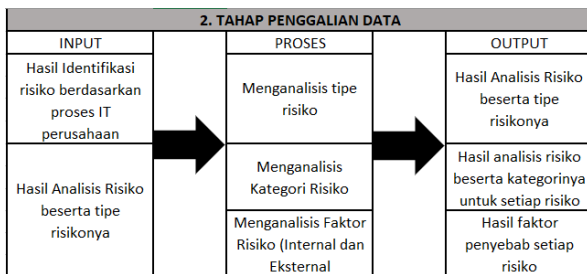 2. TAHAP PENGGALIAN DATA
INPUT
PROSES
OUTPUT
Hasil Identifikasi
risiko berdasarkan
proses IT
perusahaan
Menganalisis tipe
risiko
Hasil Analisis Risiko
beserta tipe
risikonya
Hasil Analisis Risiko
beserta tipe
risikonya
Menganalisis
Kategori Risiko
Hasil analisis risiko
beserta kategorinya
untuk setiap risiko
Menganalisis Faktor
Risiko (Internal dan
Eksternal
Hasil faktor
penyebab setiap
risiko